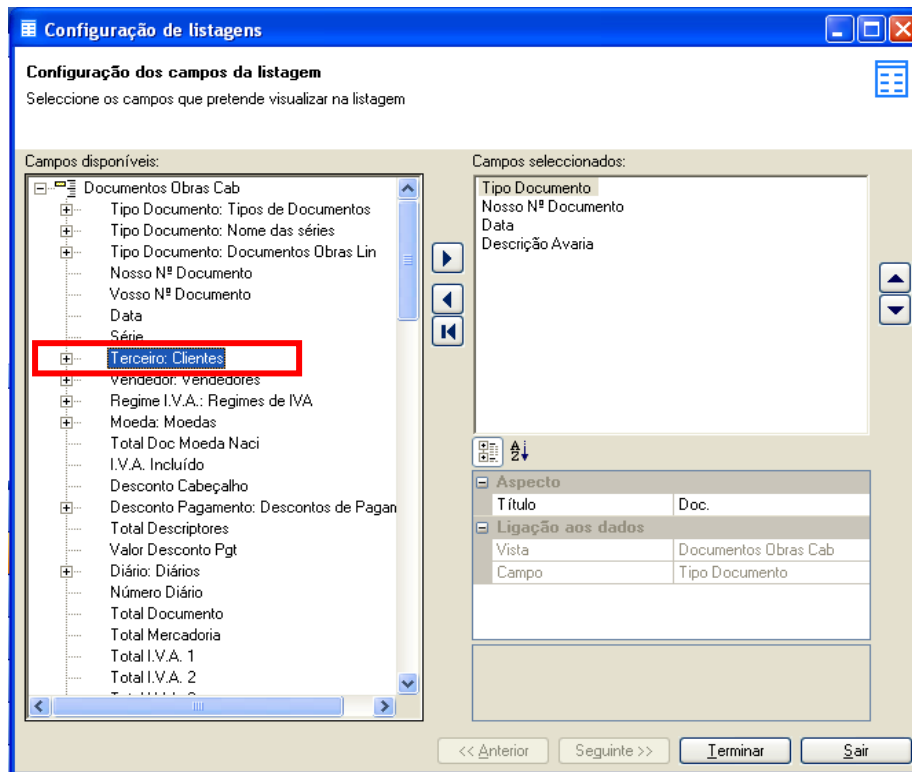 Configuração de listagens
Configuração dos campos da listagem
Seleccione os campos que pretende visualizar na listagem
Campos disponíveis:
Documentos Obras Cab
Tipo Documento: Tipos de Documentos
Tipo Documento: Nome das séries
Tipo Documento: Documentos Obras Lin
Nosso Nº Documento
Vosso Nº Documento
Data
Série
Terceiro: Clientes
Vendedor: Vendedores
Regime I.V.A.: Regimes de IVA
Moeda: Moedas
Total Doc Moeda Naci
I.V.A. Incluído
Desconto Cabeçalho
Desconto Pagamento: Descontos de Pagan
Total Descriptores
Valor Desconto Pgt
Diário: Diários
Número Diário
Total Documento
Total Mercadoria
Total I.V.A. 1
Total I.V.A. 2
Campos seleccionados:
Tipo Documento
Nosso Nº Documento
Data
Descrição Avaria
Aspecto
Título Doc.
Ligação aos dados
Vista Documentos Obras Cab
Campo Tipo Documento
<< Anterior Seguinte >> Terminar Sair